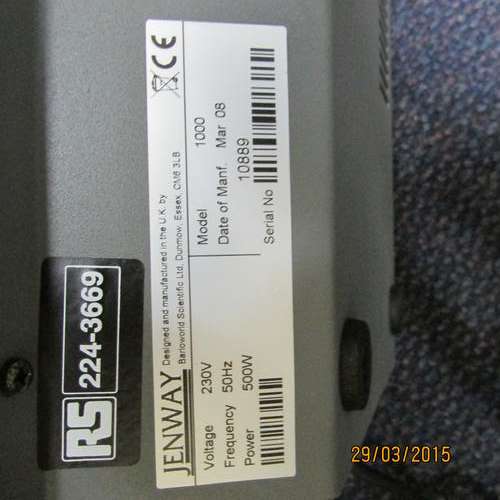 JENWAY
Designed and manufactured in the U.K. by
Barloworld Scientific Ltd, Dunmow, Essex, CM6 3LB
Voltage 230V
Frequency 50Hz
Power 500W
Model 1000
Date of Manf. Mar 08
10889
Serial No
RS 224-3669
29/03/2015